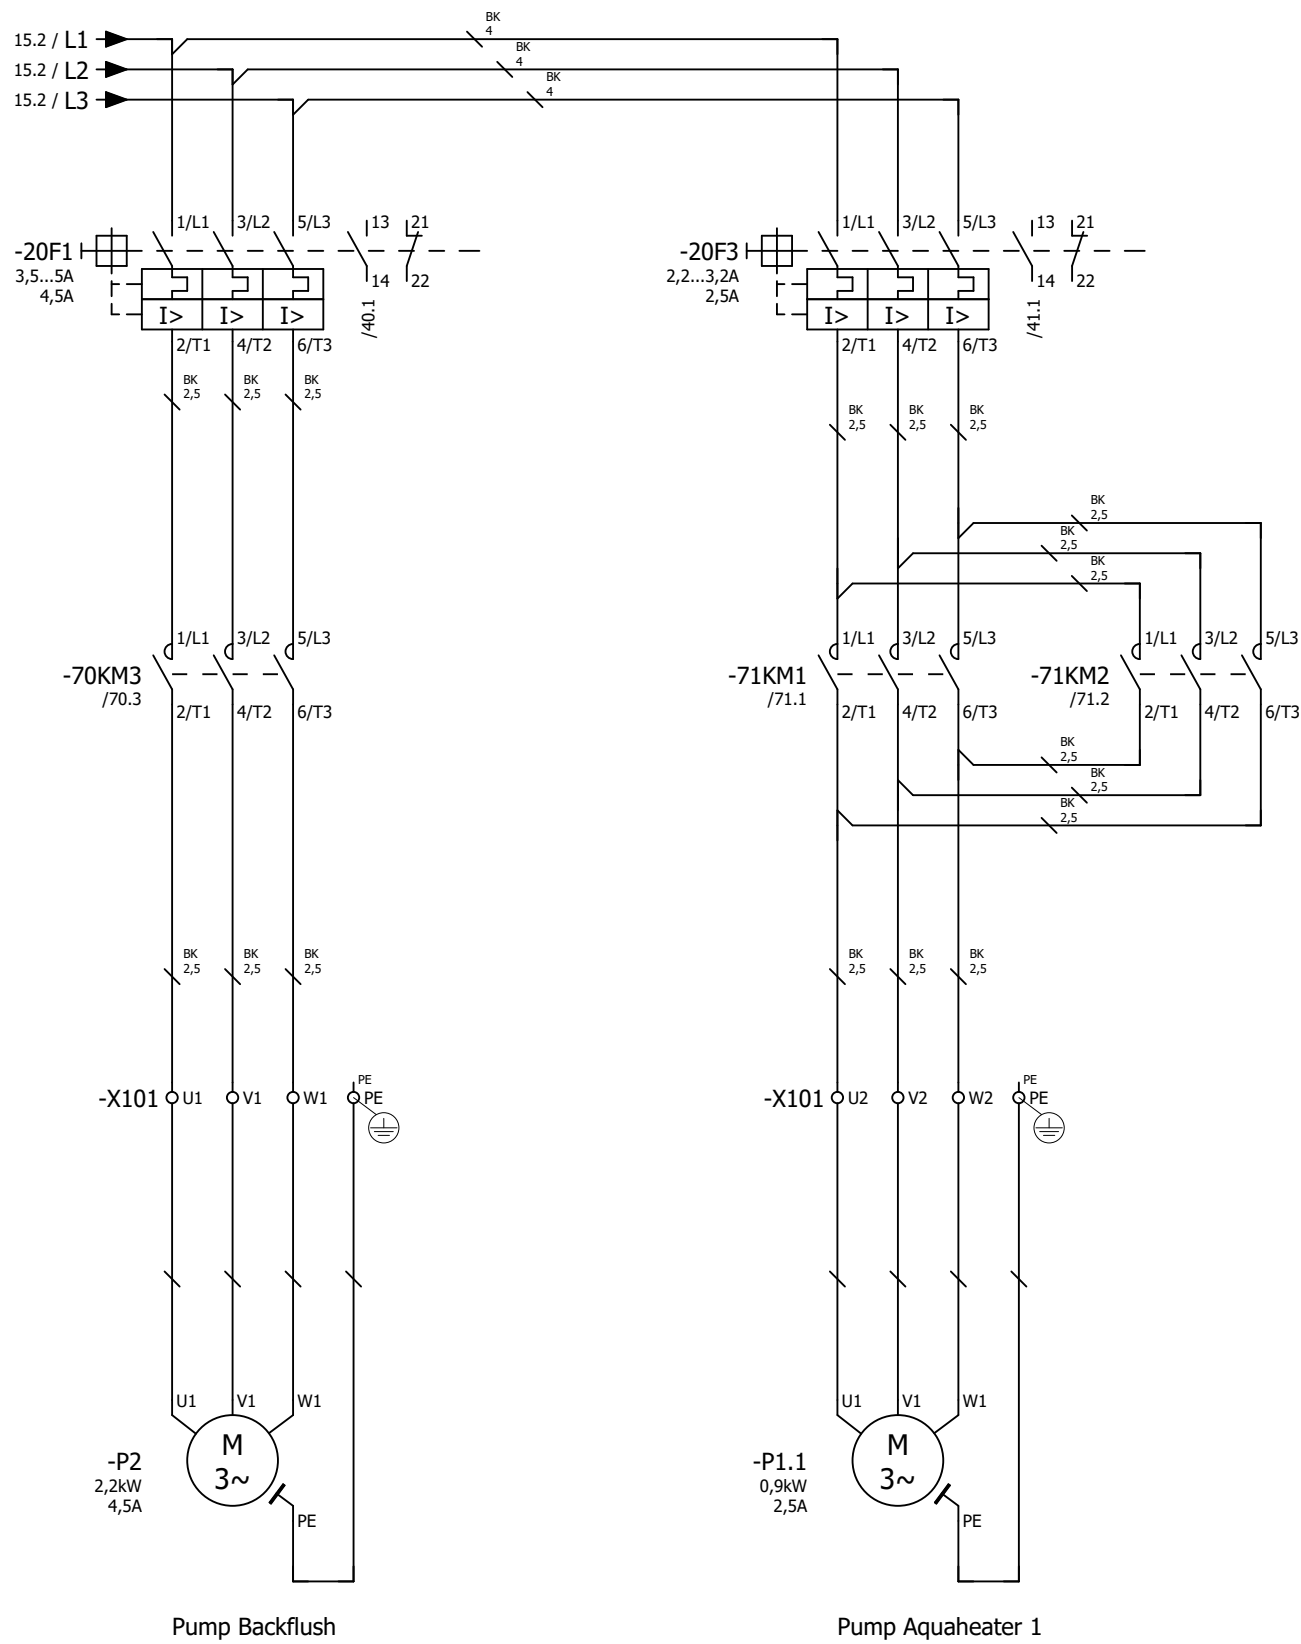 15.2 / L1
15.2 / L2
15.2 / L3
BK
4
BK
4
BK
4
-20F1
3,5...5A
4,5A
1/L1 3/L2 5/L3 13 21
14 22
/40.1
I> I> I>
2/T1 4/T2 6/T3
BK BK BK
2,5 2,5 2,5
-20F3
2,2...3,2A
2,5A
1/L1 3/L2 5/L3 13 21
14 22
/41.1
I> I> I>
2/T1 4/T2 6/T3
BK BK BK
2,5 2,5 2,5
BK
2,5
BK
2,5
BK
2,5
-70KM3
/70.3
1/L1 3/L2 5/L3
2/T1 4/T2 6/T3
-71KM1
/71.1
1/L1 3/L2 5/L3
2/T1 4/T2 6/T3
-71KM2
/71.2
1/L1 3/L2 5/L3
2/T1 4/T2 6/T3
BK
2,5
BK
2,5
BK
2,5
BK BK BK
2,5 2,5 2,5
BK BK BK
2,5 2,5 2,5
-X101 U1 V1 W1 PE
PE
-X101 U2 V2 W2 PE
PE
U1 V1 W1
M
3~
-P2
2,2kW
4,5A
PE
U1 V1 W1
M
3~
-P1.1
0,9kW
2,5A
PE
Pump Backflush
Pump Aquaheater 1